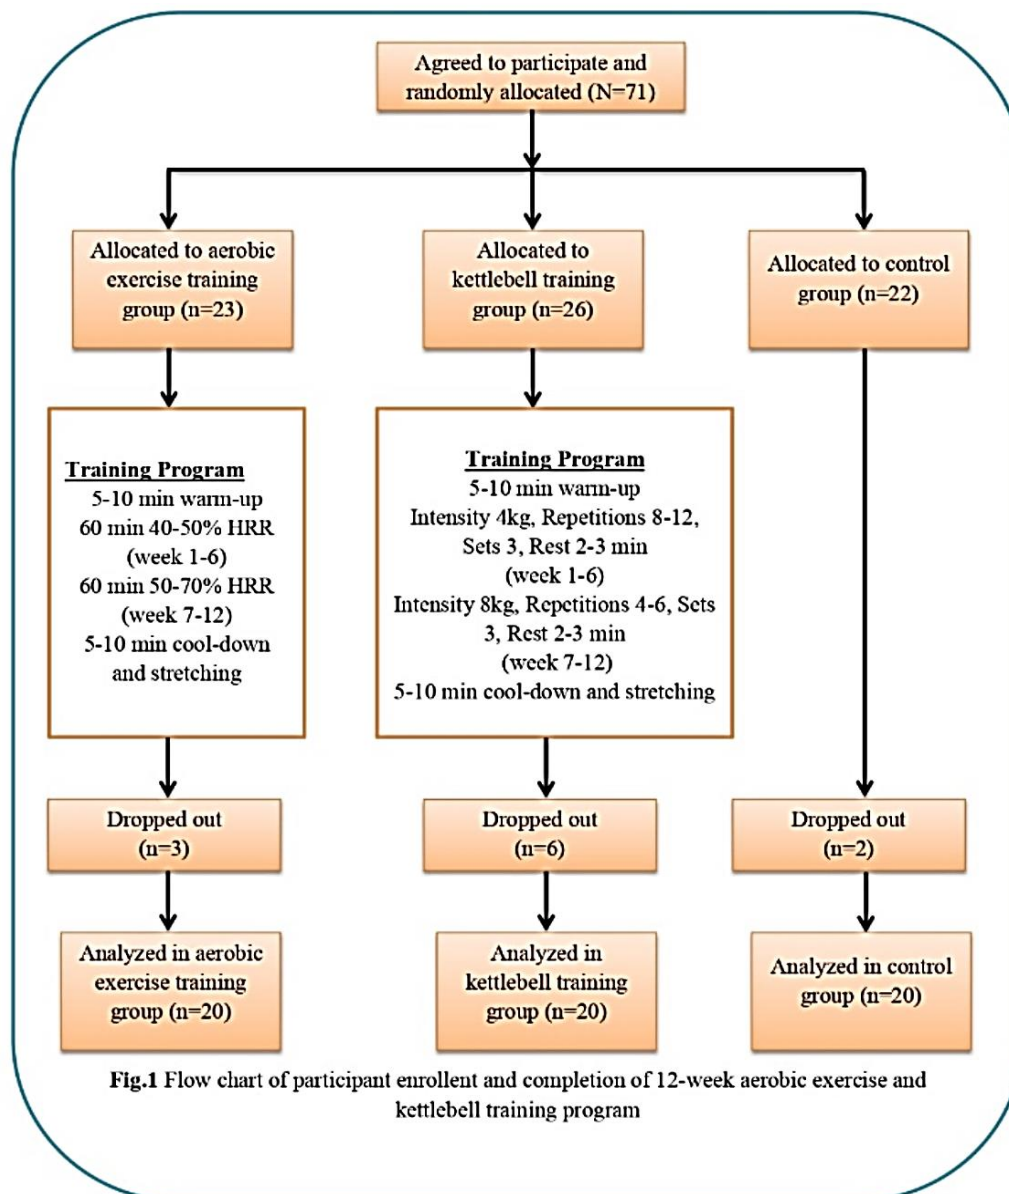 Agreed to participate and
randomly allocated (N=71)
Allocated to aerobic
exercise training
group (n=23)
Allocated to
kettlebell training
group (n=26)
Allocated to control
group (n=22)
Training Program
5-10 min warm-up
60 min 40-50% HRR
(week 1-6)
60 min 50-70% HRR
(week 7-12)
5-10 min cool-down
and stretching
Training Program
5-10 min warm-up
Intensity 4kg, Repetitions 8-12,
Sets 3, Rest 2-3 min
(week 1-6)
Intensity 8kg, Repetitions 4-6, Sets
3, Rest 2-3 min
(week 7-12)
5-10 min cool-down and stretching
Dropped out
(n=3)
Dropped out
(n=6)
Dropped out
(n=2)
Analyzed in aerobic
exercise training
group (n=20)
Analyzed in
kettlebell training
group (n=20)
Analyzed in control
group (n=20)
Fig.1 Flow chart of participant enrollent and completion of 12-week aerobic exercise and
kettlebell training program